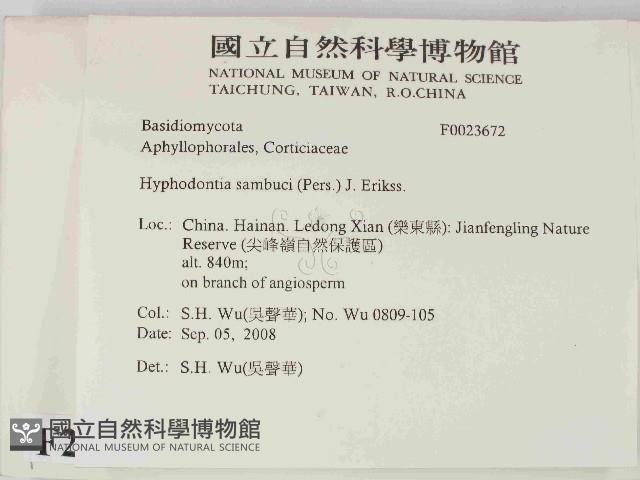 國立自然科學博物館
NATIONAL MUSEUM OF NATURAL SCIENCE
TAICHUNG, TAIWAN, R.O.CHINA
Basidiomycota F0023672
Aphyllophorales, Corticiaceae
Hyphodontia sambuci (Pers.) J. Erikss.
Loc.: China. Hainan. Ledong Xian (樂東縣): Jianfengling Nature
Reserve (尖峰嶺自然保護區)
alt. 840m;
on branch of angiosperm
Col.: S.H. Wu(吳聲華); No. Wu 0809-105
Date: Sep. 05, 2008
Det.: S.H. Wu(吳聲華)
F2
國立自然科學博物館
NATIONAL MUSEUM OF NATURAL SCIENCE